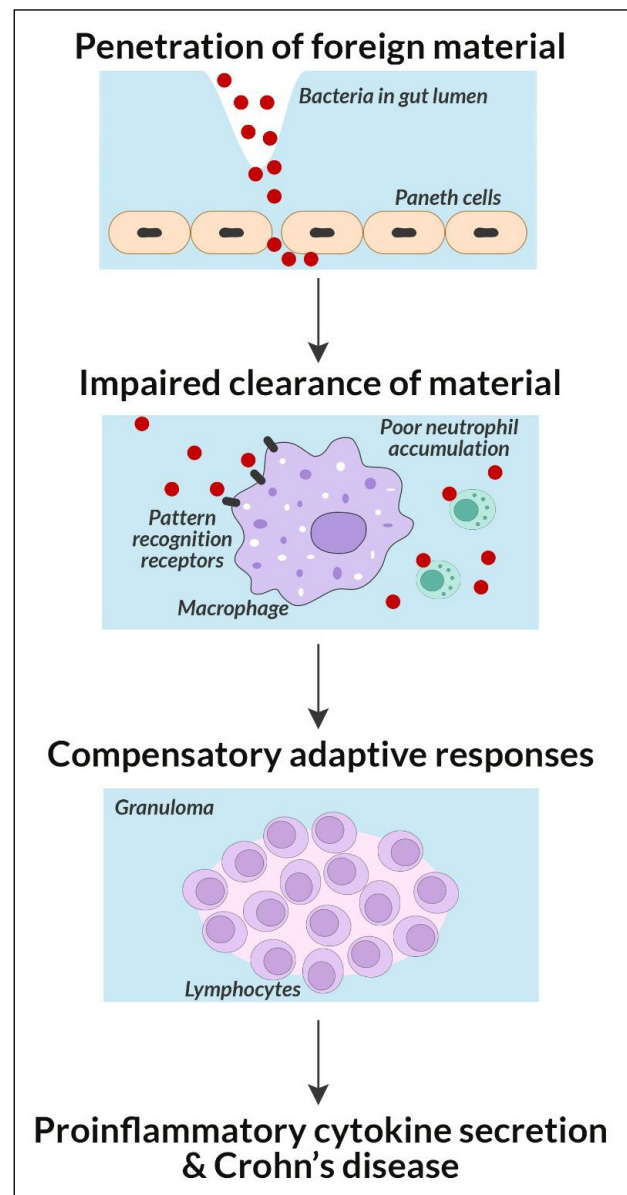 Penetration of foreign material
Bacteria in gut lumen
Paneth cells
Impaired clearance of material
Poor neutrophil
accumulation
Pattern
recognition
receptors
Macrophage
Compensatory adaptive responses
Granuloma
Lymphocytes
Proinflammatory cytokine secretion
& Crohn's disease